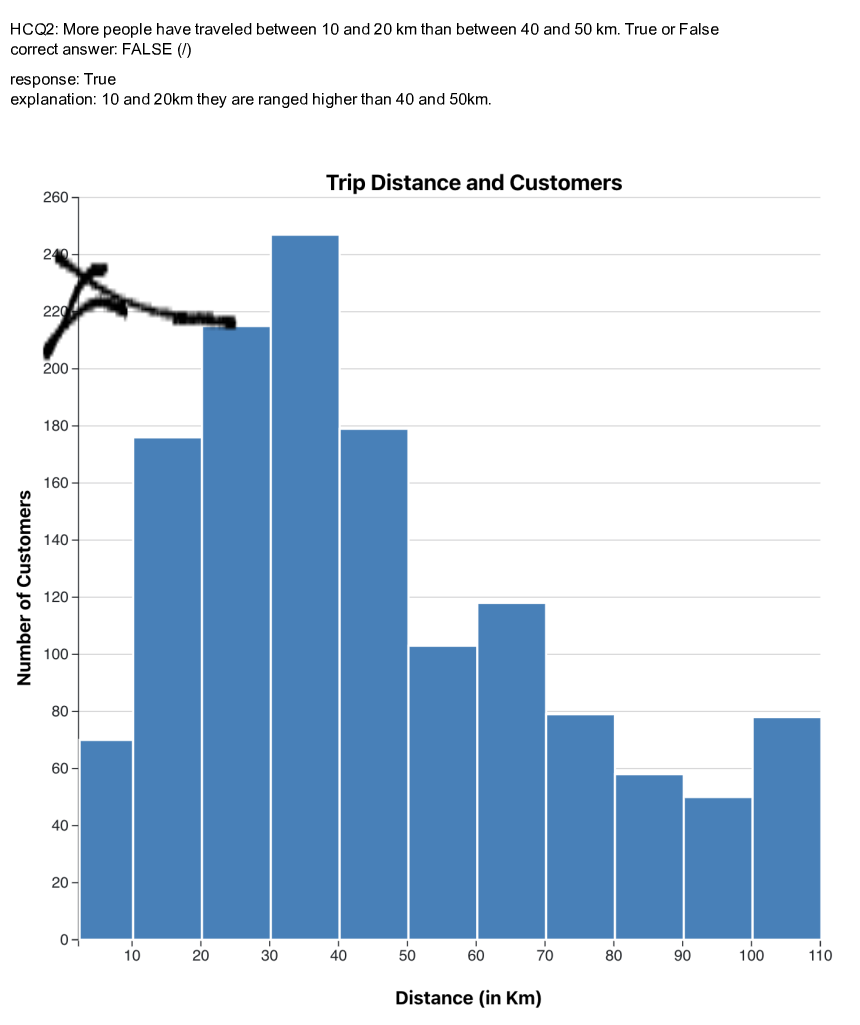 HCQ2: More people have traveled between 10 and 20 km than between 40 and 50 km. True or False
correct answer: FALSE (/)
response: True
explanation: 10 and 20km they are ranged higher than 40 and 50km.
Trip Distance and Customers
260
240
220
200
180
160
140
120
100
80
60
40
20
0
Number of Customers
10 20 30 40 50 60 70 80 90 100 110
Distance (in Km)